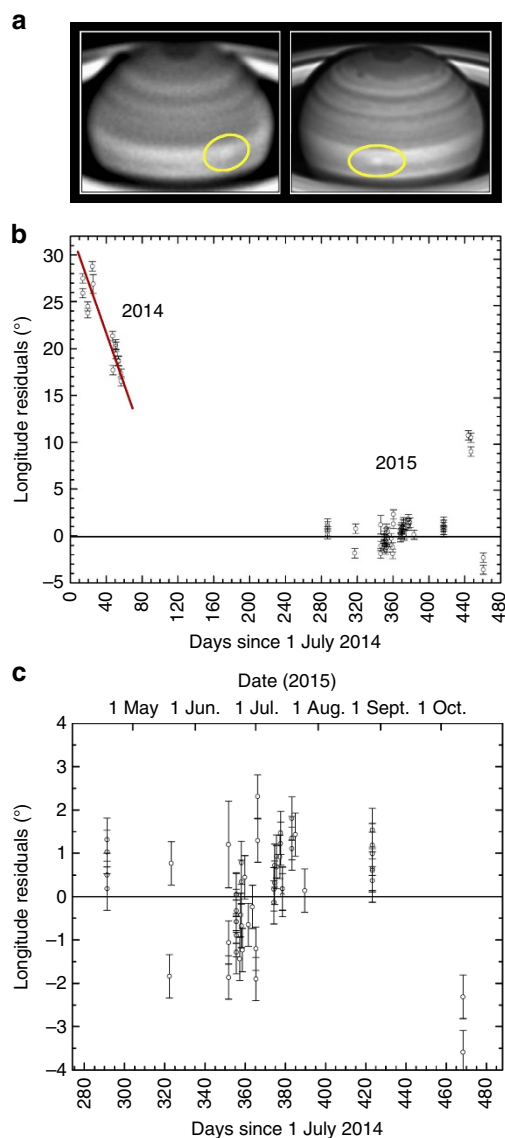 a
b
30
25
20
15
10
5
0
−5
Longitude residuals (°)
2014
2015
0 40 80 120 160 200 240 280 320 360 400 440 480
Days since 1 July 2014
c
Date (2015)
1 May 1 Jun. 1 Jul. 1 Aug. 1 Sept. 1 Oct.
4
3
2
1
0
−1
−2
−3
−4
Longitude residuals (°)
280 300 320 340 360 380 400 420 440 460 480
Days since 1 July 2014